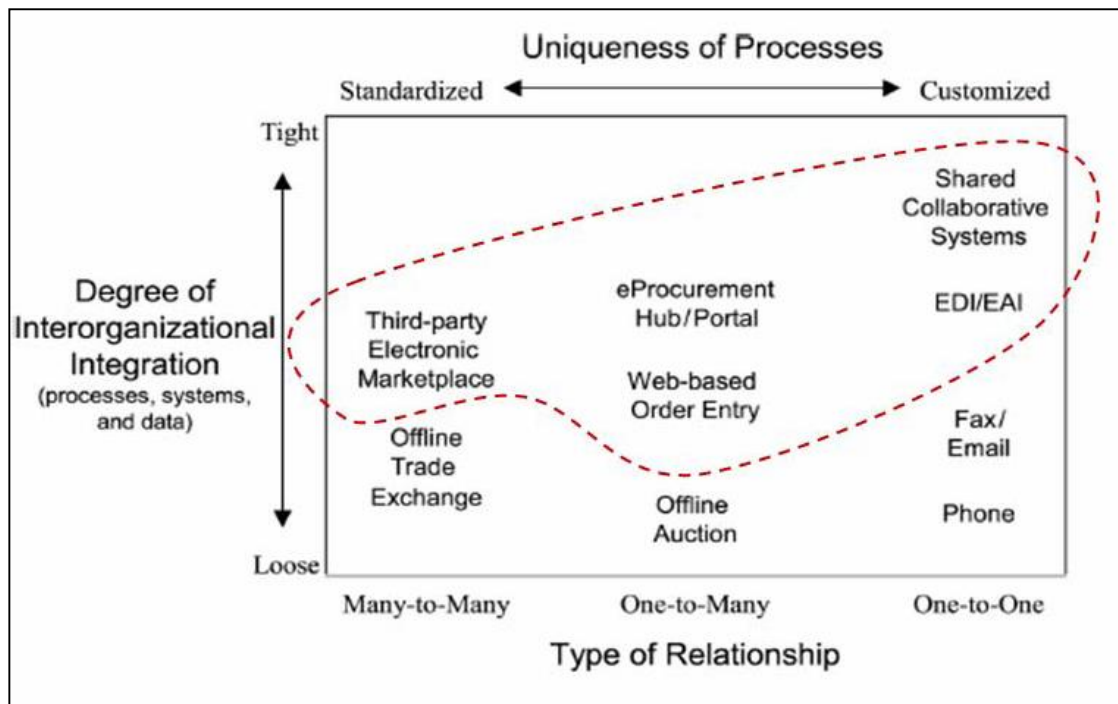 Uniqueness of Processes
Standardized
Customized
Tight
Degree of
Interorganizational
Integration
(processes, systems,
and data)
Loose
Third-party
Electronic
Marketplace
Offline
Trade
Exchange
eProcurement
Hub/Portal
Web-based
Order Entry
Offline
Auction
Shared
Collaborative
Systems
EDI/EAI
Fax/
Email
Phone
Many-to-Many
One-to-Many
One-to-One
Type of Relationship